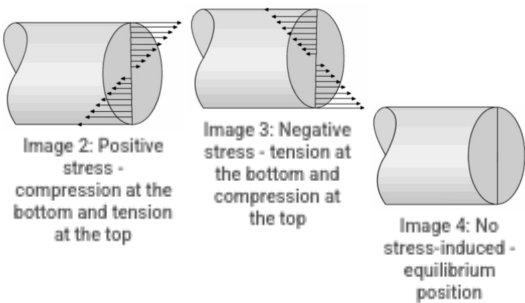 Image 2: Positive
stress -
compression at the
bottom and tension
at the top
Image 3: Negative
stress - tension at
the bottom and
compression at
the top
Image 4: No
stress-induced -
equilibrium
position